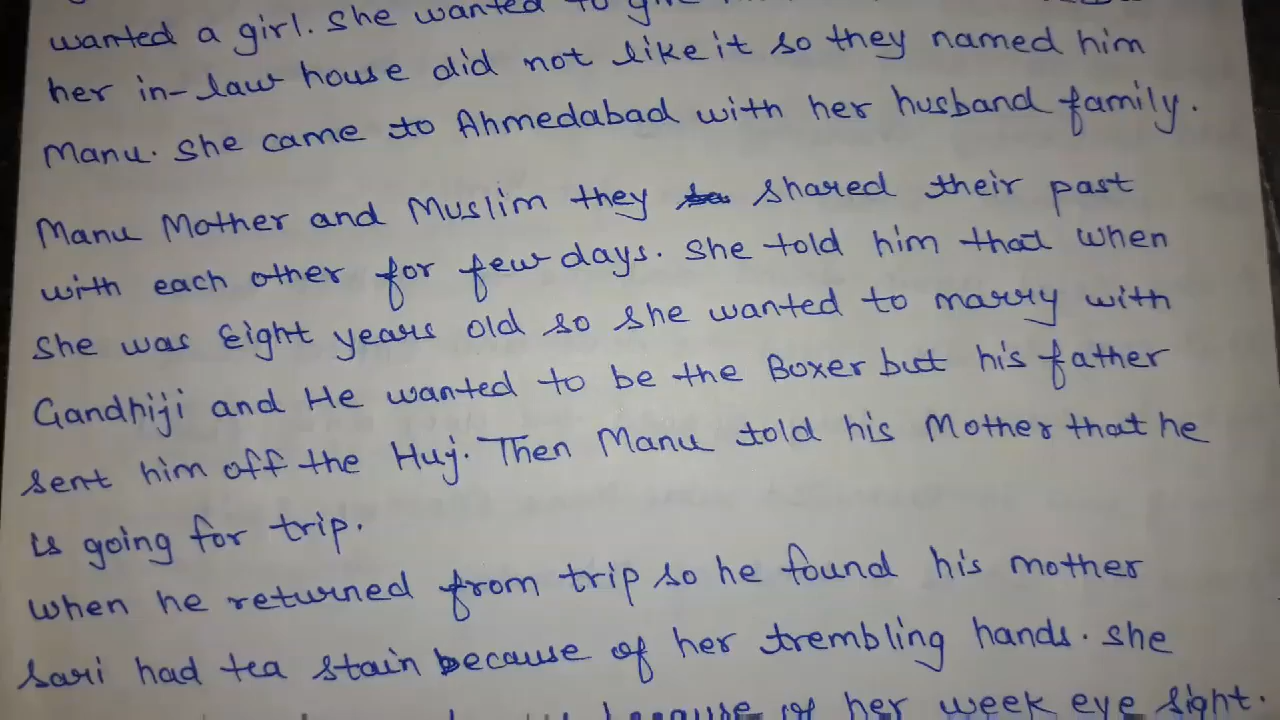 wanted a girl. She wanted to
her in-law house did not like it so they named him
Manu. She came to Ahmedabad with her husband family.
Manu Mother and Muslim they shared their past
with each other for few days. She told him that when
She was Eight years old so she wanted to marry with
Gandhiji and He wanted to be the Boxer but his father
sent him off the Huj. Then Manu told his Mother that he
is going for trip.
when he returned from trip so he found his mother
sari had tea stain because of her trembling hands. She
because of her week eye sight.